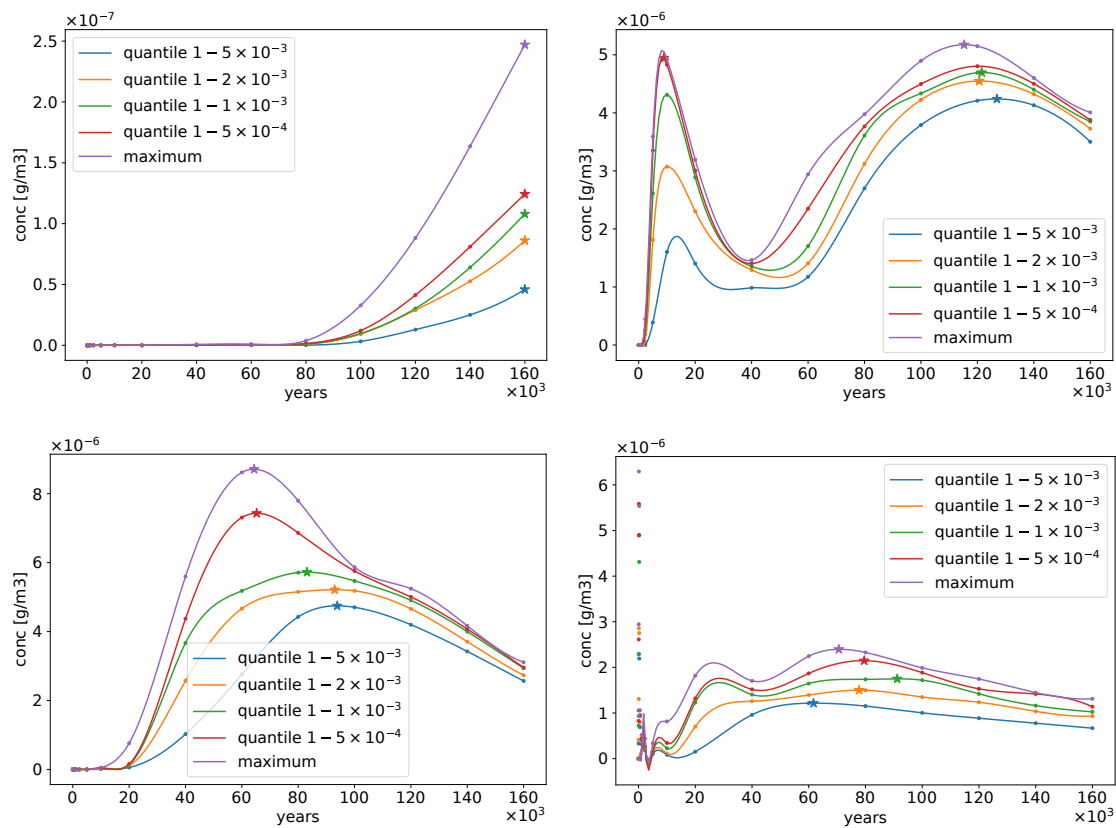 ×10⁻⁷
2.5
2.0
1.5
1.0
0.5
0.0
conc [g/m3]
quantile 1 − 5 × 10⁻³
quantile 1 − 2 × 10⁻³
quantile 1 − 1 × 10⁻³
quantile 1 − 5 × 10⁻⁴
maximum
0 20 40 60 80 100 120 140 160
years
×10³
×10⁻⁶
5
4
3
2
1
0
conc [g/m3]
quantile 1 − 5 × 10⁻³
quantile 1 − 2 × 10⁻³
quantile 1 − 1 × 10⁻³
quantile 1 − 5 × 10⁻⁴
maximum
0 20 40 60 80 100 120 140 160
years
×10³
×10⁻⁶
8
6
4
2
0
conc [g/m3]
quantile 1 − 5 × 10⁻³
quantile 1 − 2 × 10⁻³
quantile 1 − 1 × 10⁻³
quantile 1 − 5 × 10⁻⁴
maximum
0 20 40 60 80 100 120 140 160
years
×10³
×10⁻⁶
6
5
4
3
2
1
0
conc [g/m3]
quantile 1 − 5 × 10⁻³
quantile 1 − 2 × 10⁻³
quantile 1 − 1 × 10⁻³
quantile 1 − 5 × 10⁻⁴
maximum
0 20 40 60 80 100 120 140 160
years
×10³